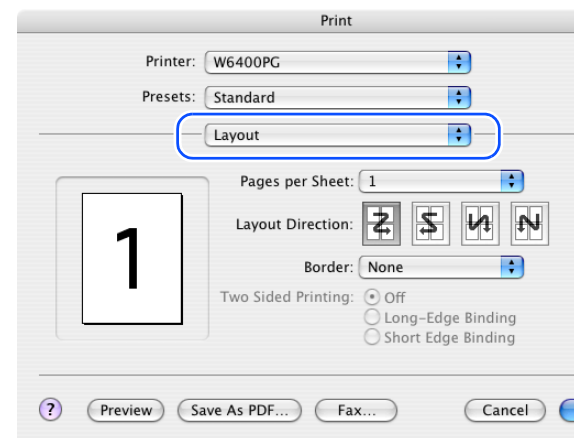 Print
Printer: W6400PG
Presets: Standard
Layout
Pages per Sheet: 1
Layout Direction:
Border: None
Two Sided Printing: Off
Long-Edge Binding
Short Edge Binding
1
? Preview Save As PDF... Fax... Cancel